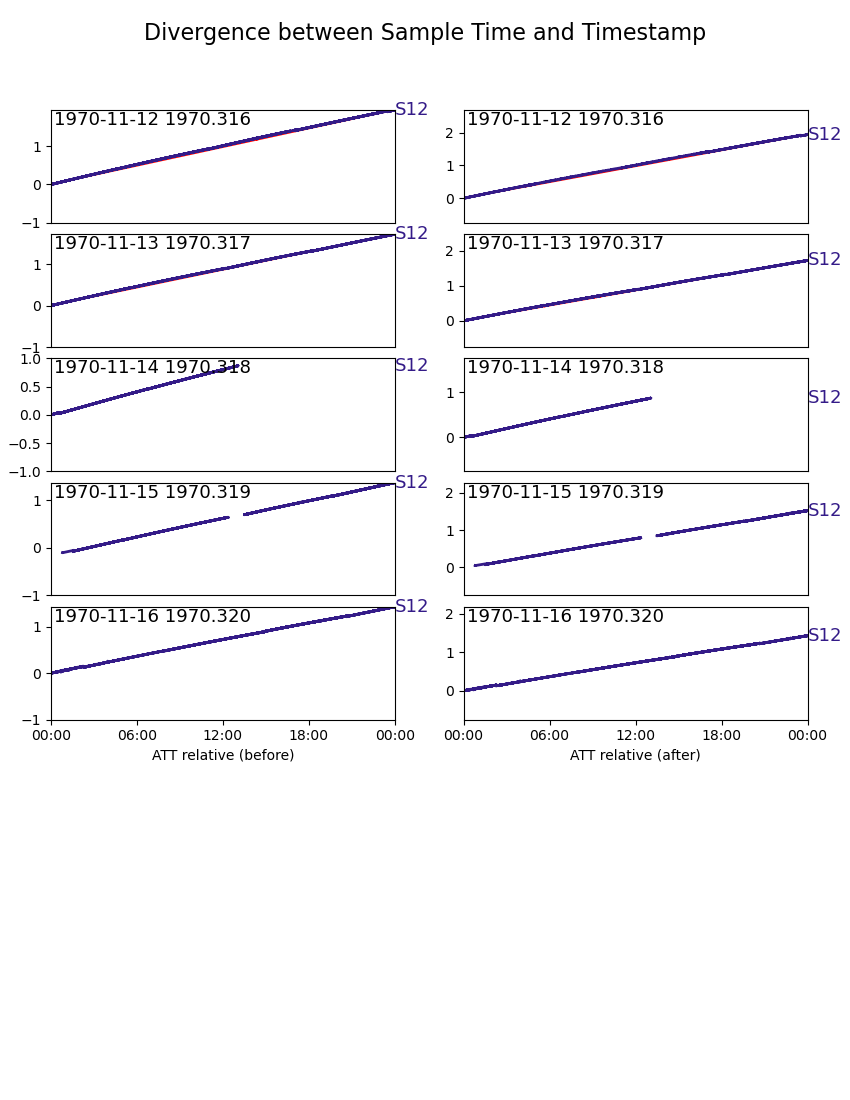 Divergence between Sample Time and Timestamp
1970-11-12 1970.316
S12
1
0
−1
1970-11-12 1970.316
S12
2
1
0
1970-11-13 1970.317
S12
1
0
−1
1970-11-13 1970.317
S12
2
1
0
1970-11-14 1970.318
S12
1.0
0.5
0.0
−0.5
−1.0
1970-11-14 1970.318
S12
1
0
1970-11-15 1970.319
S12
1
0
−1
1970-11-15 1970.319
S12
2
1
0
1970-11-16 1970.320
S12
1
0
−1
00:00 06:00 12:00 18:00 00:00
ATT relative (before)
1970-11-16 1970.320
S12
2
1
0
00:00 06:00 12:00 18:00 00:00
ATT relative (after)